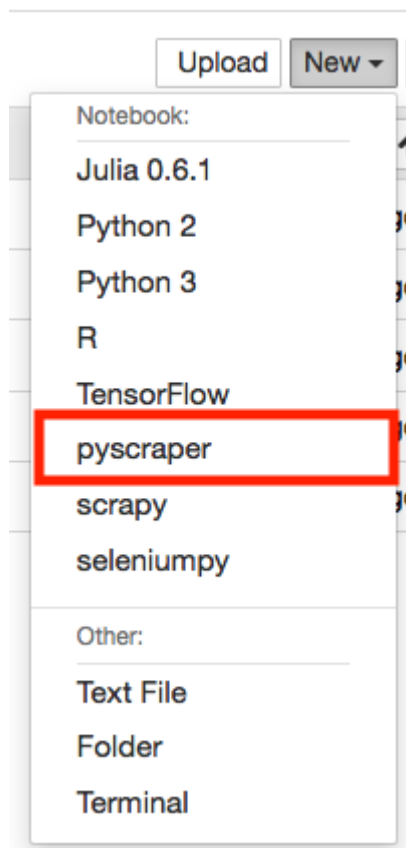 Upload New
Notebook:
Julia 0.6.1
Python 2
Python 3
R
TensorFlow
pyscraper
scrapy
seleniumpy
Other:
Text File
Folder
Terminal